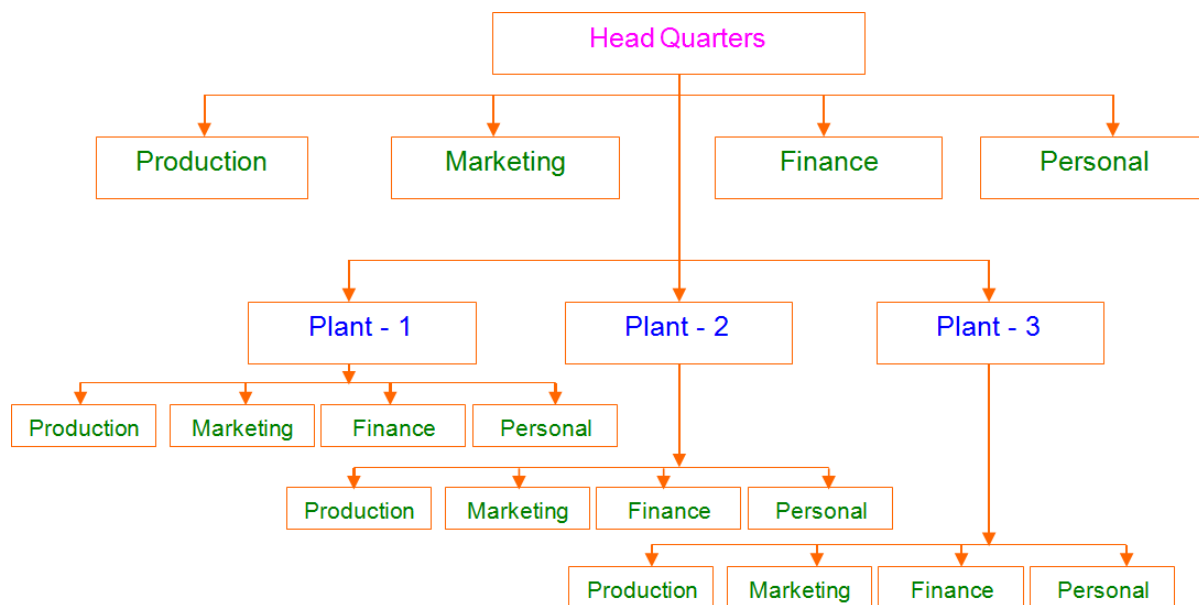 Head Quarters
Production Marketing Finance Personal
Plant - 1 Plant - 2 Plant - 3
Production Marketing Finance Personal
Production Marketing Finance Personal
Production Marketing Finance Personal